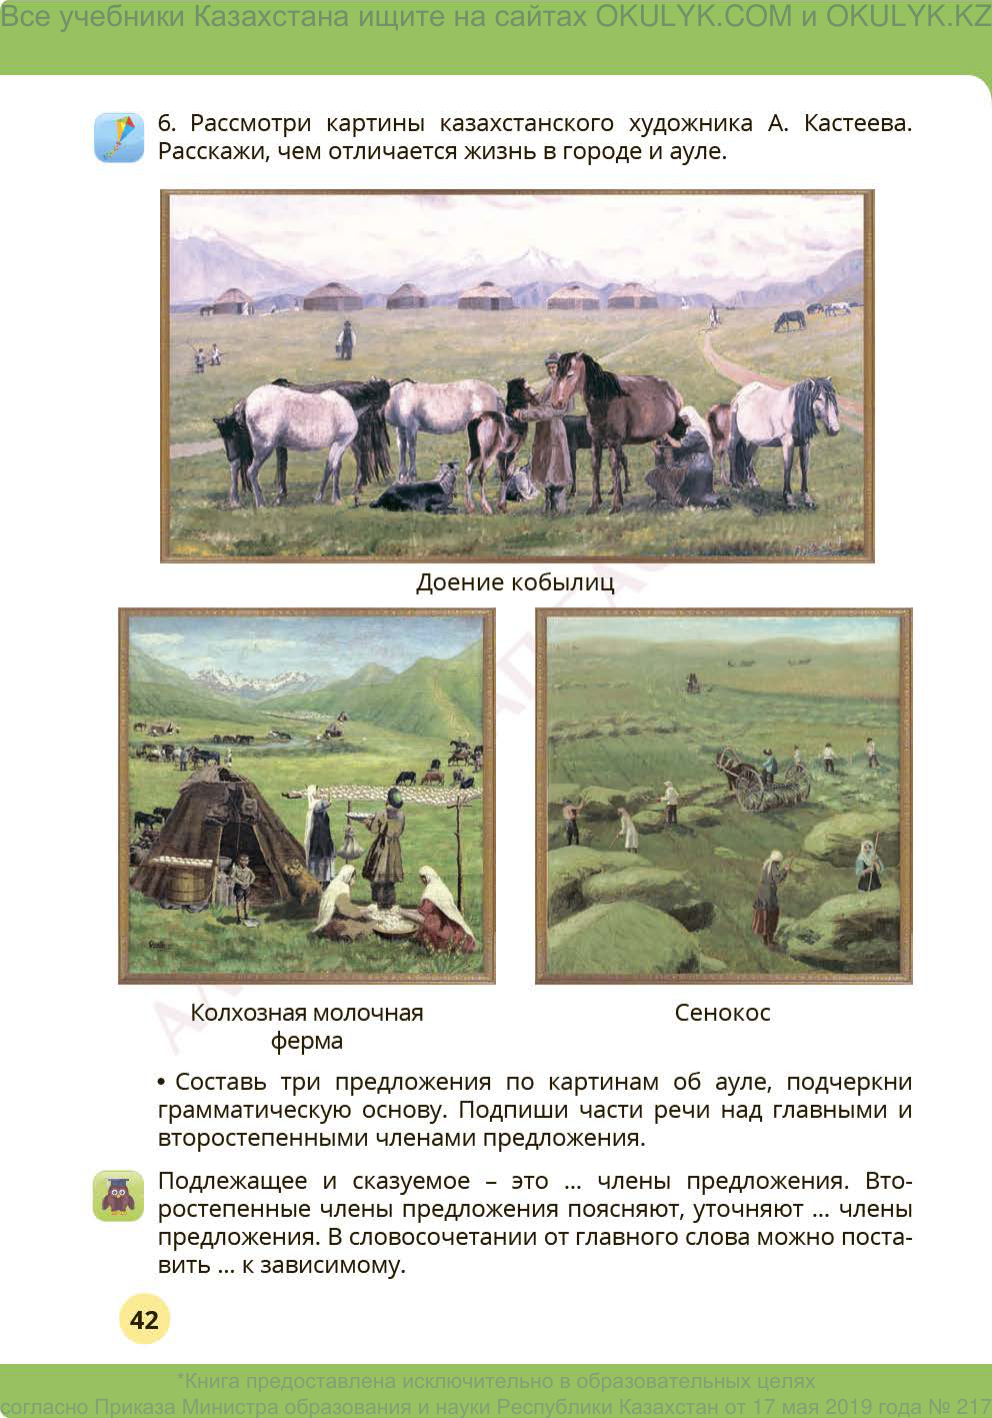 Все учебники Казахстана ищите на сайтах OKULYK.COM и OKULYK.KZ
6. Рассмотри картины казахстанского художника А. Кастеева.
Расскажи, чем отличается жизнь в городе и ауле.
Доение кобылиц
Колхозная молочная
ферма
Сенокос
• Составь три предложения по картинам об ауле, подчеркни
грамматическую основу. Подпиши части речи над главными и
второстепенными членами предложения.
Подлежащее и сказуемое – это ... члены предложения. Вто-
ростепенные члены предложения поясняют, уточняют ... члены
предложения. В словосочетании от главного слова можно поста-
вить ... к зависимому.
42
*Книга предоставлена исключительно в образовательных целях
согласно Приказа Министра образования и науки Республики Казахстан от 17 мая 2019 года № 217